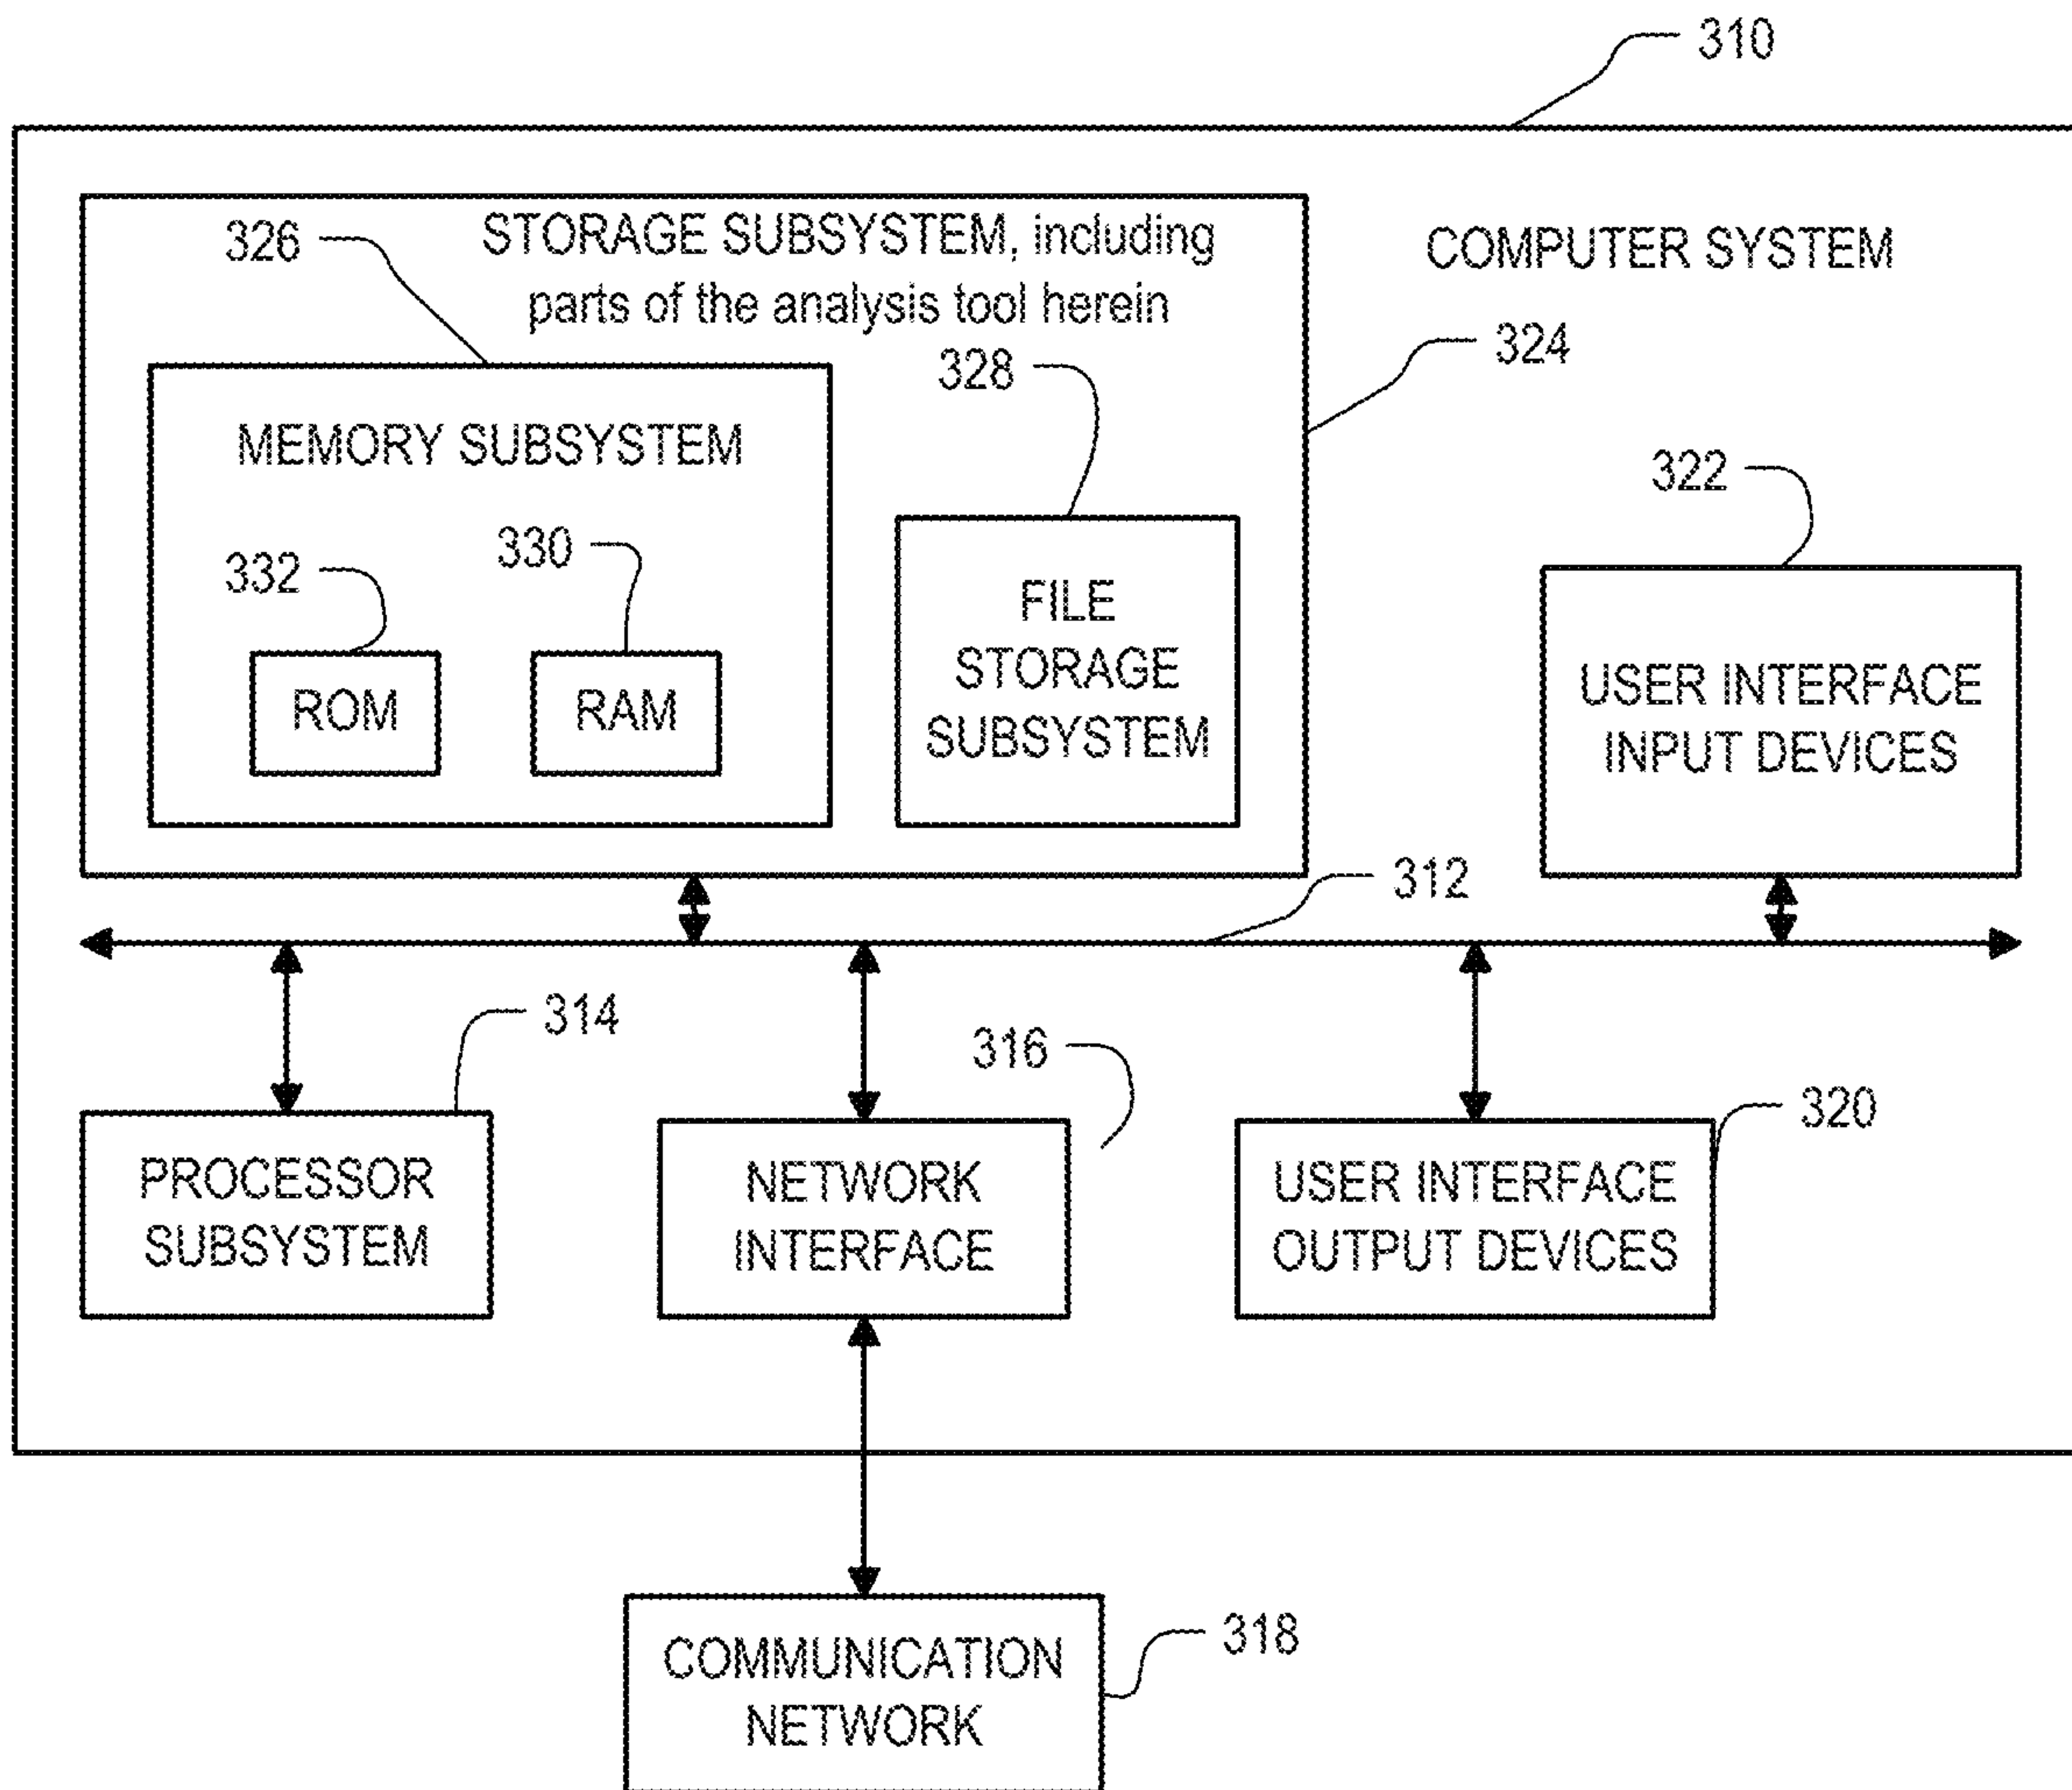 310
326
STORAGE SUBSYSTEM, including
parts of the analysis tool herein
COMPUTER SYSTEM
324
328
MEMORY SUBSYSTEM
322
332
330
ROM
RAM
FILE
STORAGE
SUBSYSTEM
USER INTERFACE
INPUT DEVICES
312
314
316
320
PROCESSOR
SUBSYSTEM
NETWORK
INTERFACE
USER INTERFACE
OUTPUT DEVICES
318
COMMUNICATION
NETWORK